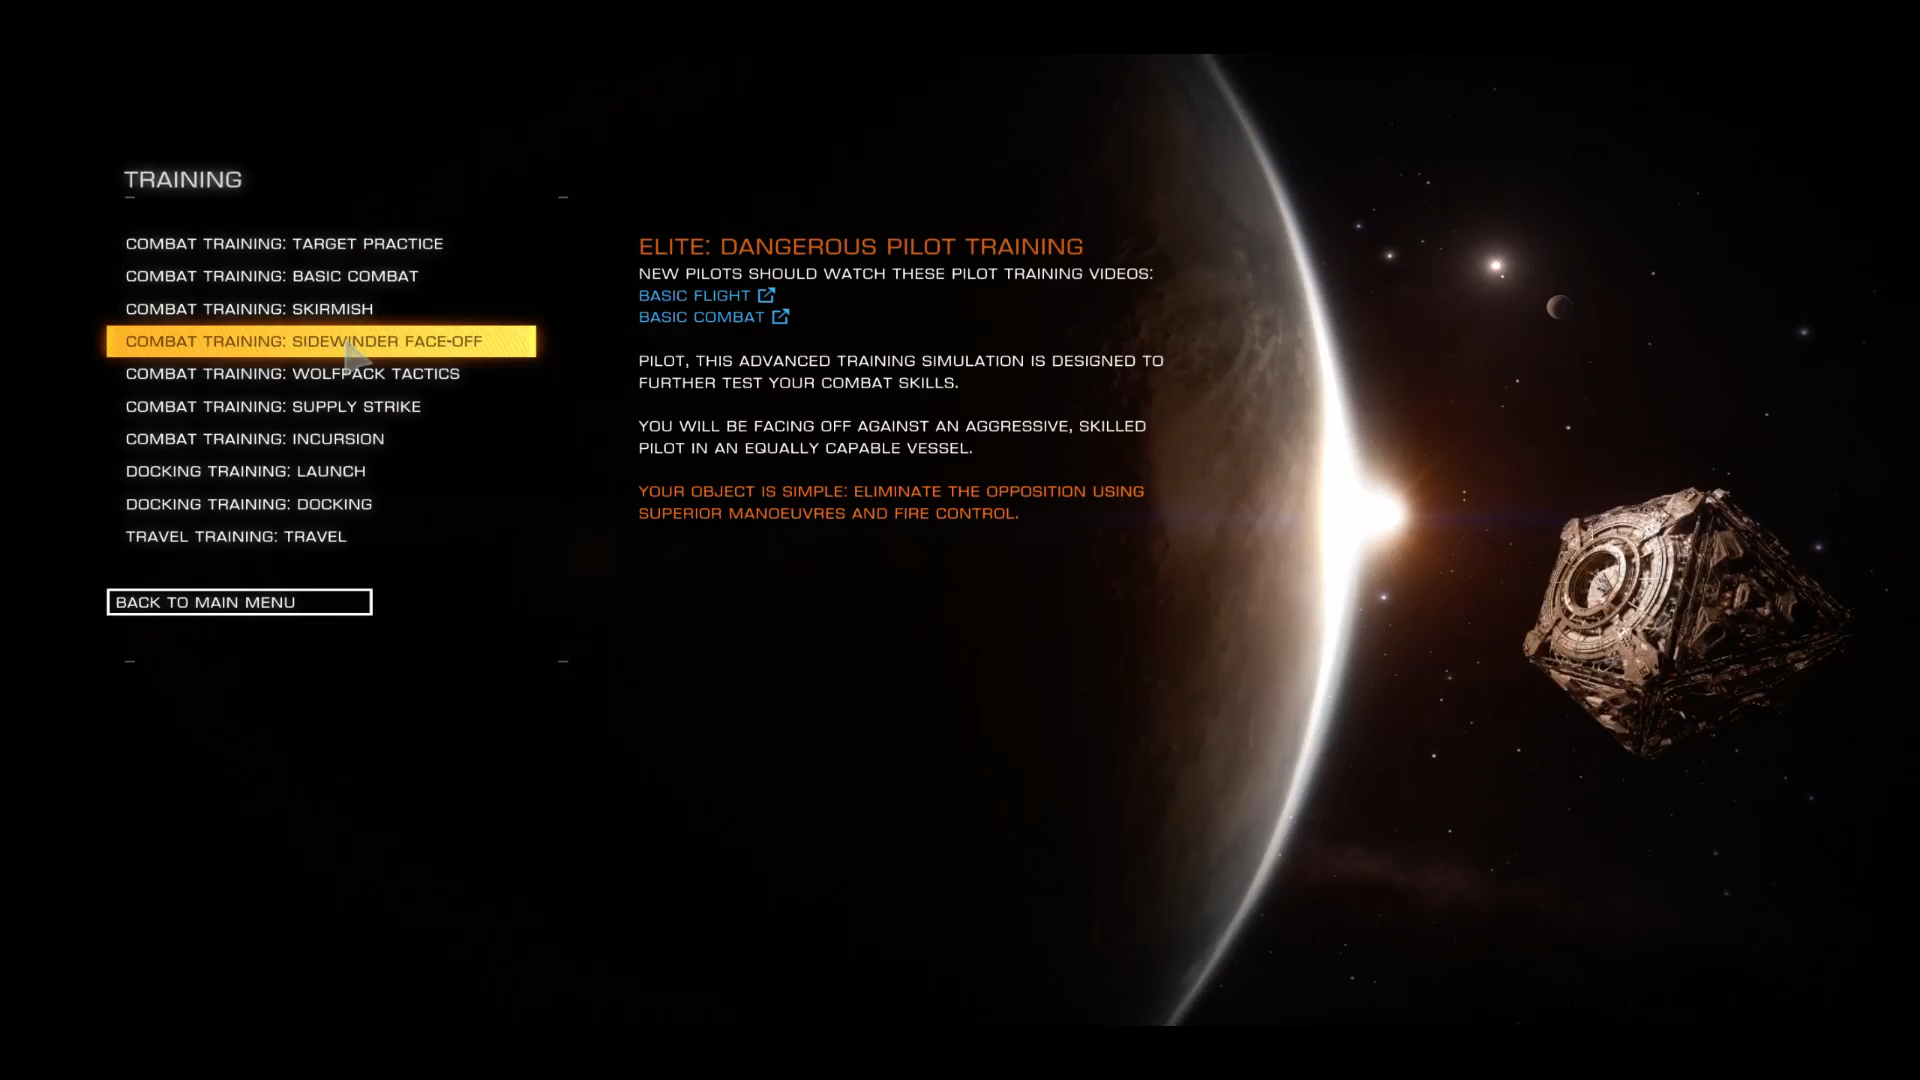 TRAINING
COMBAT TRAINING: TARGET PRACTICE
COMBAT TRAINING: BASIC COMBAT
COMBAT TRAINING: SKIRMISH
COMBAT TRAINING: SIDEWINDER FACE-OFF
COMBAT TRAINING: WOLFPACK TACTICS
COMBAT TRAINING: SUPPLY STRIKE
COMBAT TRAINING: INCURSION
DOCKING TRAINING: LAUNCH
DOCKING TRAINING: DOCKING
TRAVEL TRAINING: TRAVEL
BACK TO MAIN MENU
ELITE: DANGEROUS PILOT TRAINING
NEW PILOTS SHOULD WATCH THESE PILOT TRAINING VIDEOS:
BASIC FLIGHT
BASIC COMBAT
PILOT, THIS ADVANCED TRAINING SIMULATION IS DESIGNED TO
FURTHER TEST YOUR COMBAT SKILLS.
YOU WILL BE FACING OFF AGAINST AN AGGRESSIVE, SKILLED
PILOT IN AN EQUALLY CAPABLE VESSEL.
YOUR OBJECT IS SIMPLE: ELIMINATE THE OPPOSITION USING
SUPERIOR MANOEUVRES AND FIRE CONTROL.